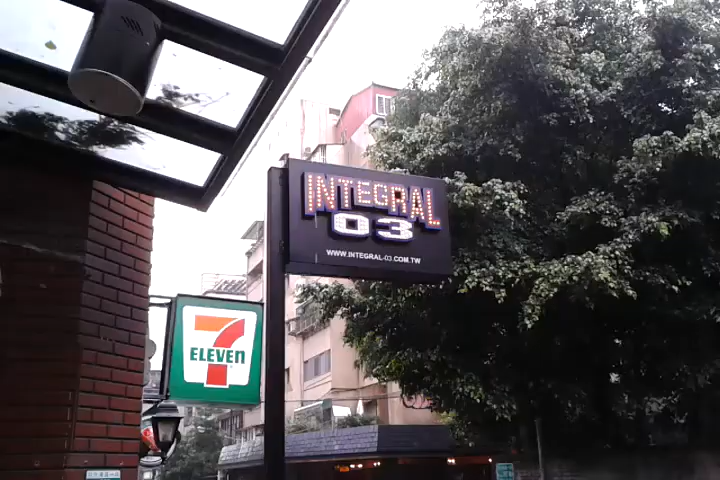 INTEGRAL
03
WWW.INTEGRAL-03.COM.TW
7
ELEVEn